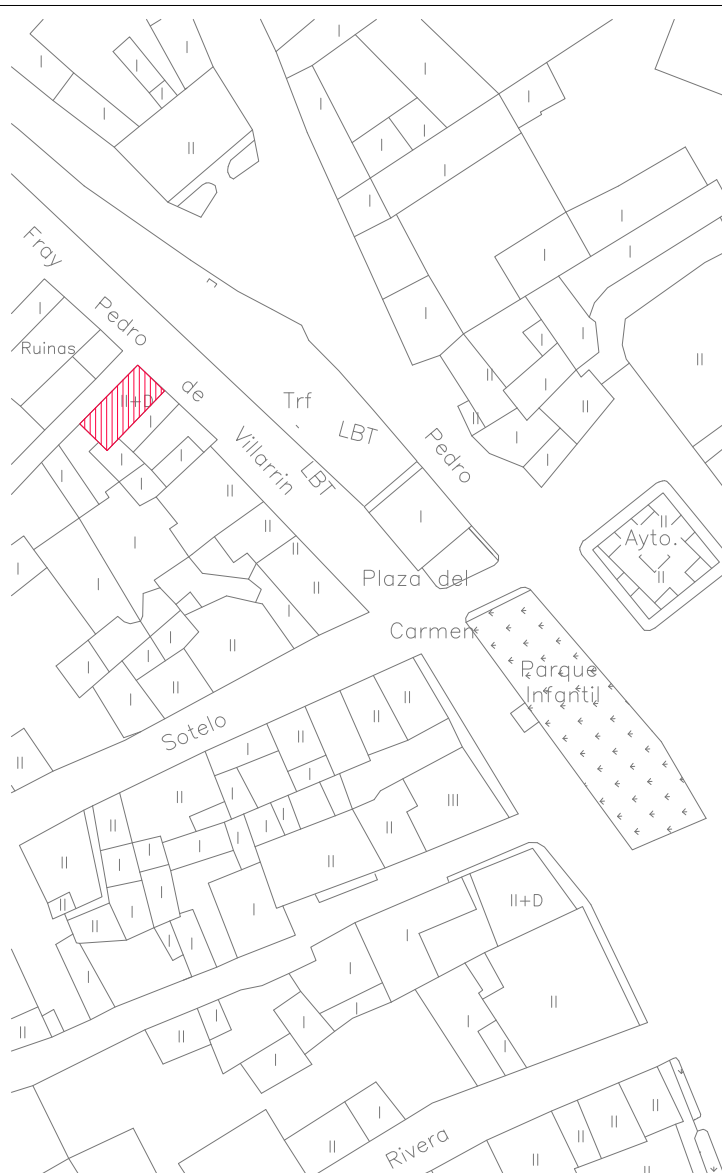 Fray
Pedro
de
Villarrin
Ruinas
II+D
Trf
LBT
LBT
Pedro
Ayto.
Plaza del
Carmen
Parque
Infantil
Sotelo
III
II+D
Rivera